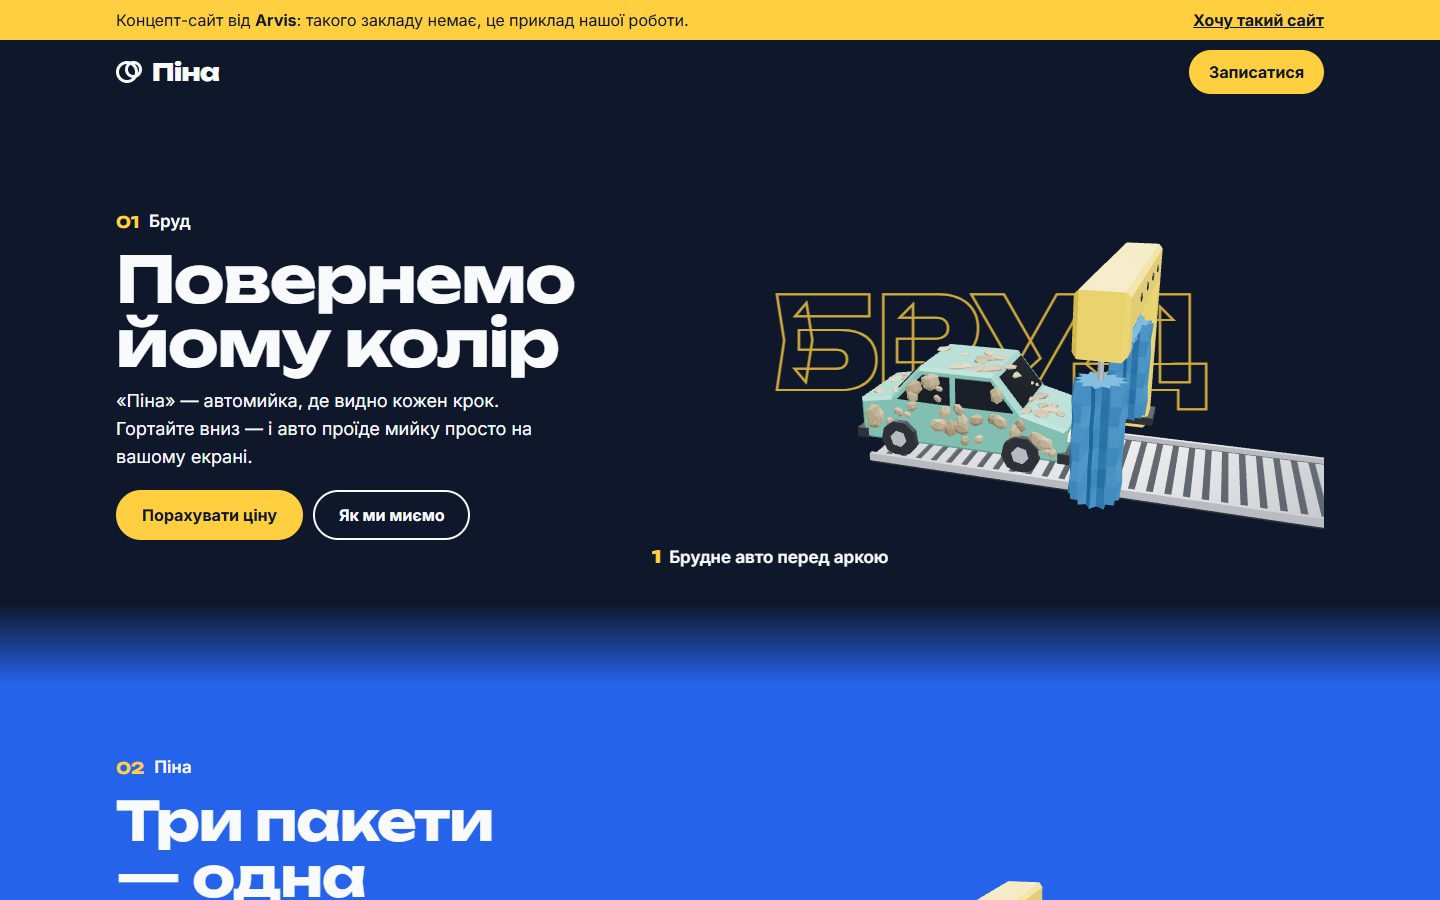 Концепт-сайт від Arvis: такого закладу немає, це приклад нашої роботи.
Хочу такий сайт
Піна
Записатися
01 Бруд
Повернемо
йому колір
«Піна» — автомийка, де видно кожен крок.
Гортайте вниз — і авто проїде мийку просто на
вашому екрані.
Порахувати ціну
Як ми миємо
БРУД
1 Брудне авто перед аркою
02 Піна
Три пакети
— одна